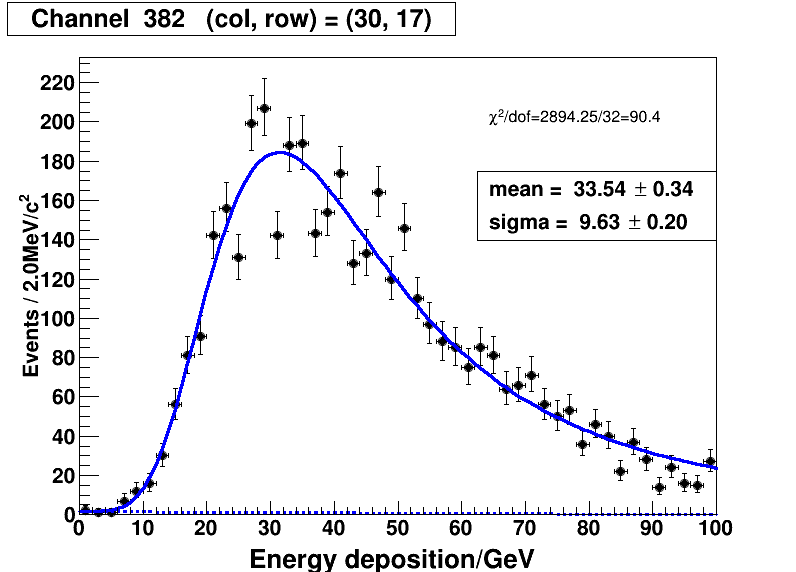 Channel 382 (col, row) = (30, 17)
χ²/dof=2894.25/32=90.4
mean = 33.54 ± 0.34
sigma = 9.63 ± 0.20
Events / 2.0MeV/c²
220
200
180
160
140
120
100
80
60
40
20
0
0 10 20 30 40 50 60 70 80 90 100
Energy deposition/GeV